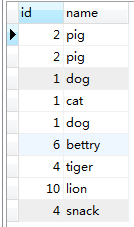 id name
2 pig
2 pig
1 dog
1 cat
1 dog
6 bettry
4 tiger
10 lion
4 snack